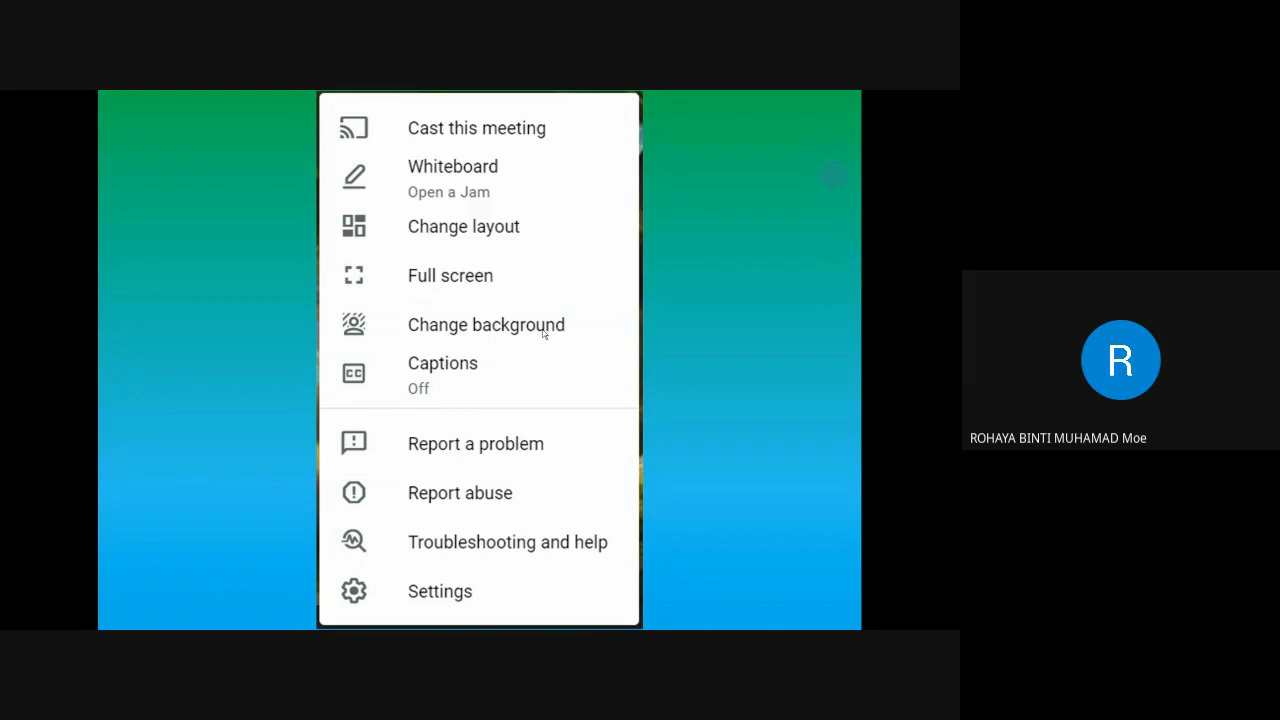 Cast this meeting
Whiteboard
Open a Jam
Change layout
Full screen
Change background
CC
Captions
Off
Report a problem
Report abuse
Troubleshooting and help
Settings
R
ROHAYA BINTI MUHAMAD Moe